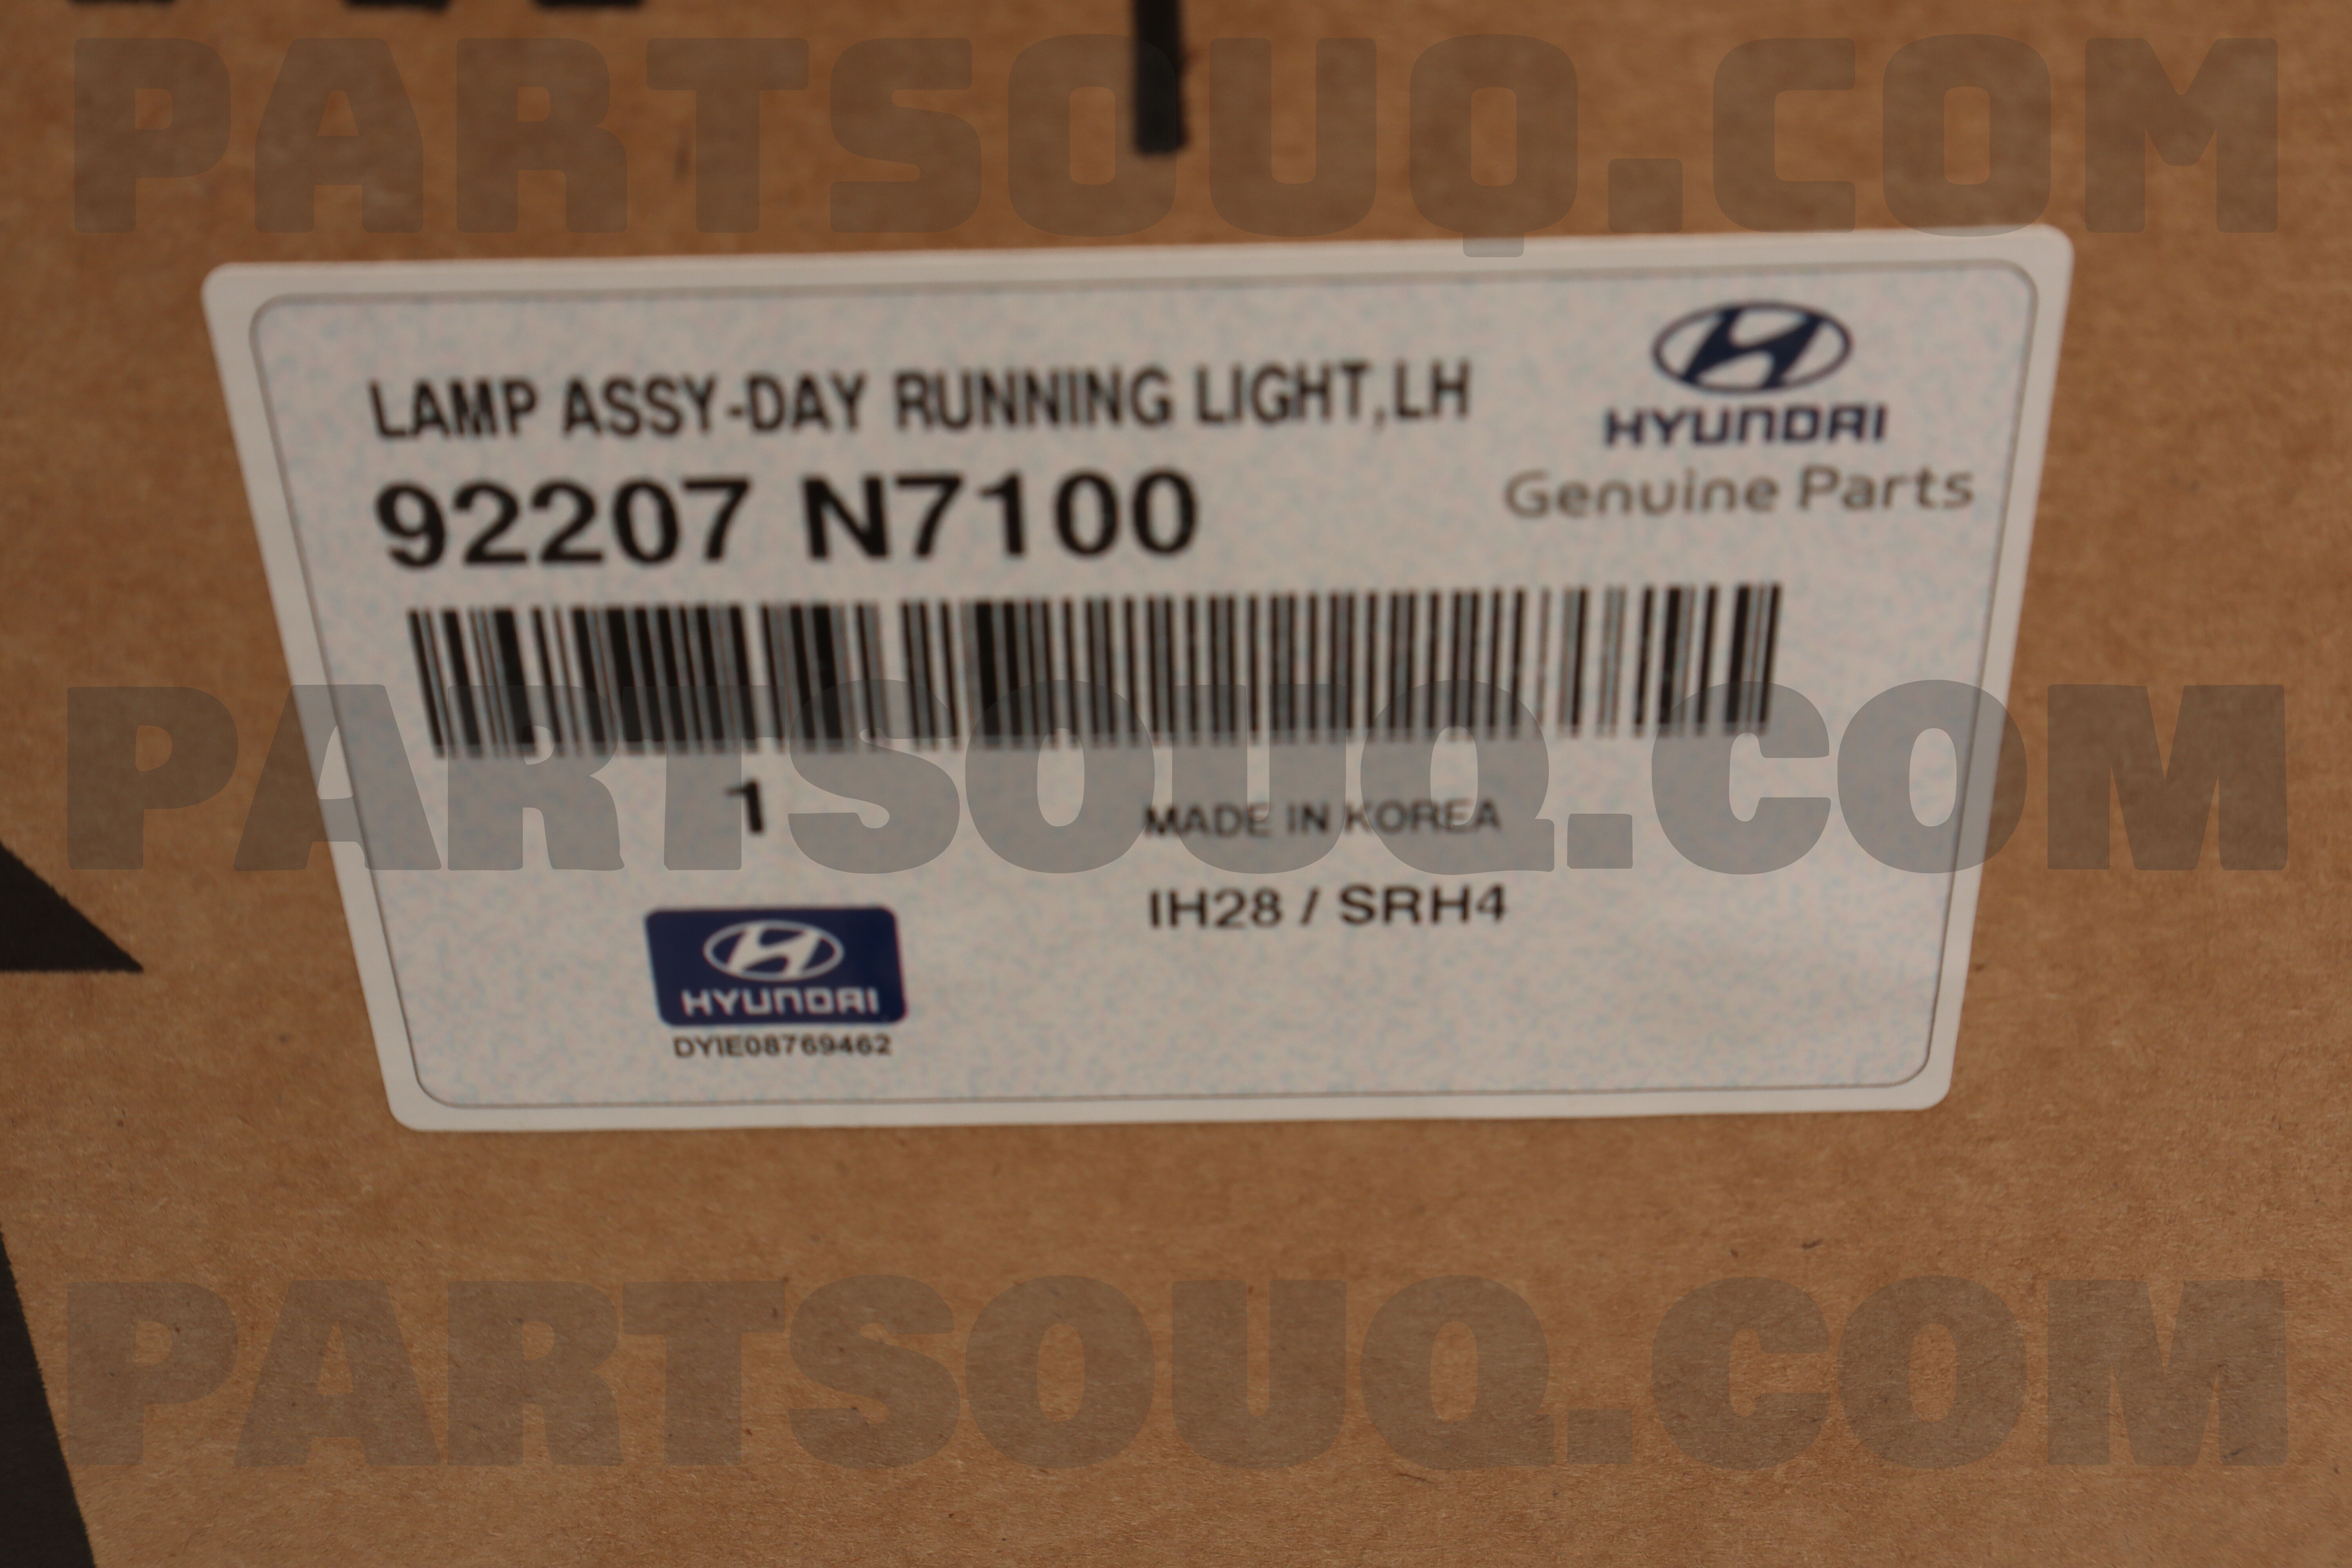 PARTSOUQ.COM
LAMP ASSY-DAY RUNNING LIGHT,LH
HYUNDAI
92207 N7100
Genuine Parts
PARTSOUQ.COM
1
MADE IN KOREA
IH28 / SRH4
HYUNDAI
DYIE08769462
PARTSOUQ.COM